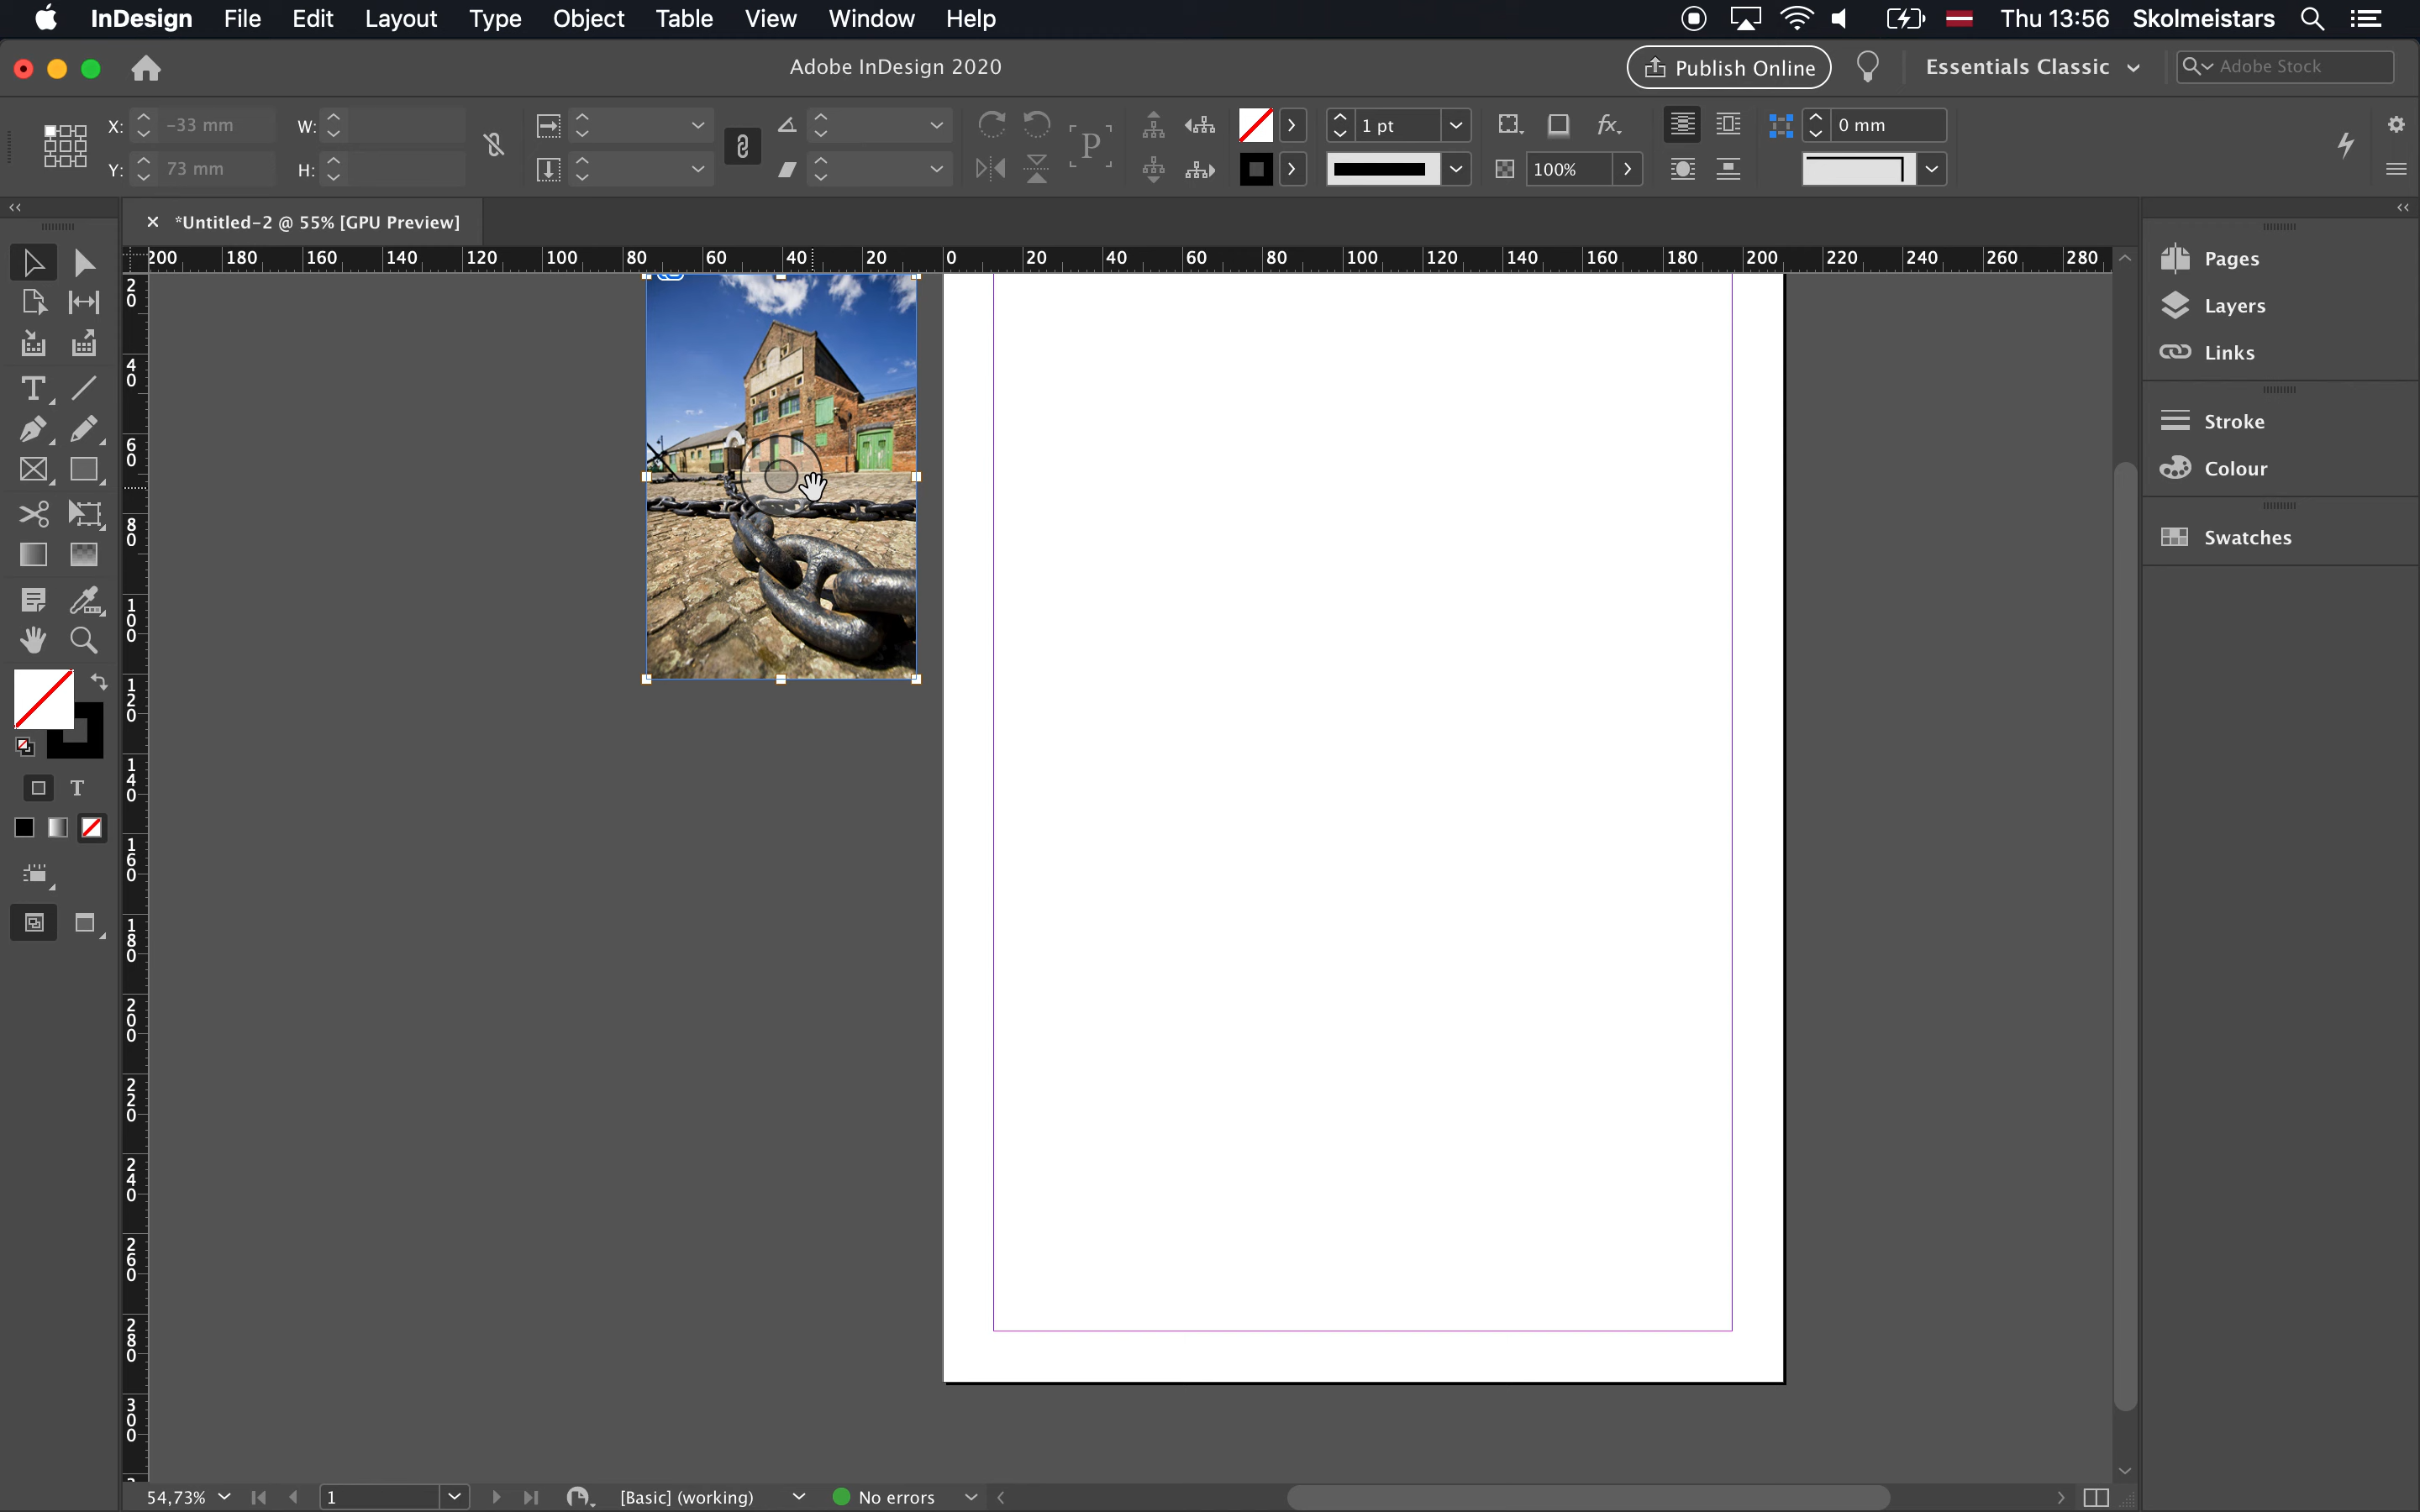 InDesign File Edit Layout Type Object Table View Window Help Thu 13:56 Skolmeistars
Adobe InDesign 2020 Publish Online Essentials Classic Adobe Stock
X: -33 mm W: 1 pt 0 mm
Y: 73 mm H: P 100%
fx
× *Untitled-2 @ 55% [GPU Preview]
200 180 160 140 120 100 80 60 40 20 0 20 40 60 80 100 120 140 160 180 200 220 240 260 280
Pages
Layers
Links
Stroke
Colour
Swatches
T
T
20
40
60
80
100
120
140
160
180
200
220
240
260
280
300
54,73% 1 [Basic] (working) No errors